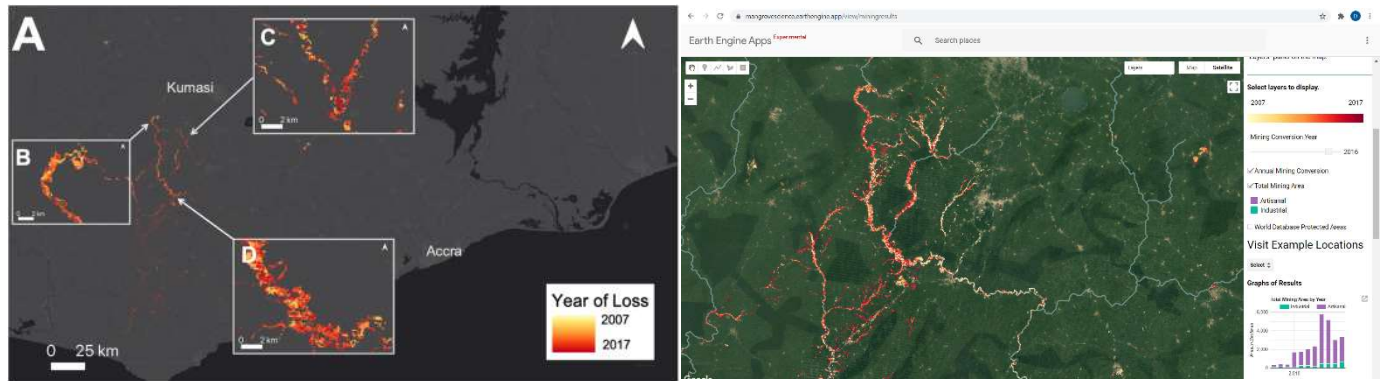 A
C
Kumasi
2 km
B
2 km
D
Accra
2 km
Year of Loss
2007
2017
0 25 km
mangrovescience.earthengine.app/view/miningresults
Earth Engine Apps Experimental
Search places
Layers
Map
Satellite
Select layers to display.
2007 2017
Mining Conversion Year
2016
Annual Mining Conversion
Total Mining Area
Artisanal
Industrial
World Database Protected Areas
Visit Example Locations
Select
Graphs of Results
Total Mining Area by Year
Industrial Artisanal